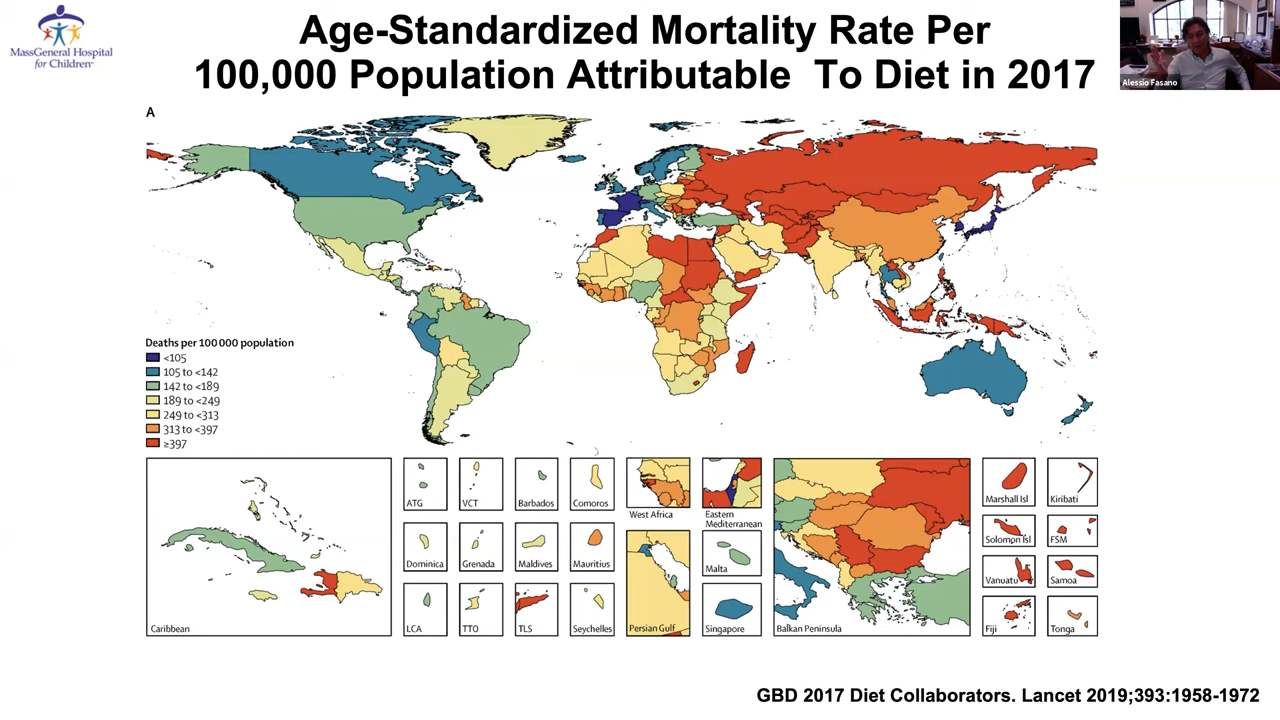 MassGeneral Hospital
for Children
Age-Standardized Mortality Rate Per
100,000 Population Attributable To Diet in 2017
Alessio Fasano
A
Deaths per 100 000 population
<105
105 to <142
142 to <189
189 to <249
249 to <313
313 to <397
≥397
Caribbean
ATG
VCT
Barbados
Comoros
Dominica
Grenada
Maldives
Mauritius
LCA
TTO
TLS
Seychelles
West Africa
Eastern
Mediterranean
Persian Gulf
Malta
Singapore
Balkan Peninsula
Marshall Isl
Kiribati
Solomon Isl
FSM
Vanuatu
Samoa
Fiji
Tonga
GBD 2017 Diet Collaborators. Lancet 2019;393:1958-1972